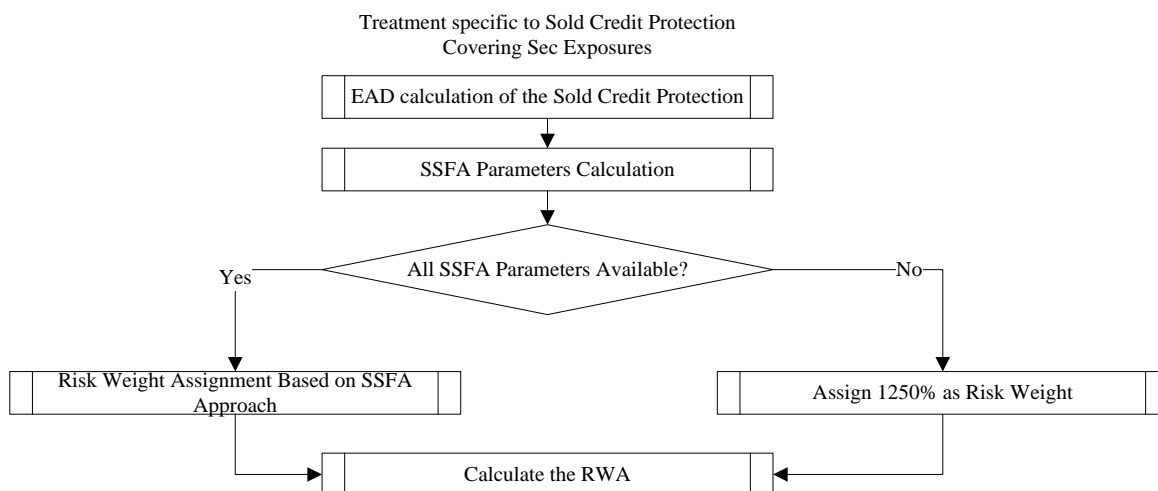 Treatment specific to Sold Credit Protection
Covering Sec Exposures
EAD calculation of the Sold Credit Protection
SSFA Parameters Calculation
All SSFA Parameters Available?
Yes
No
Risk Weight Assignment Based on SSFA
Approach
Assign 1250% as Risk Weight
Calculate the RWA